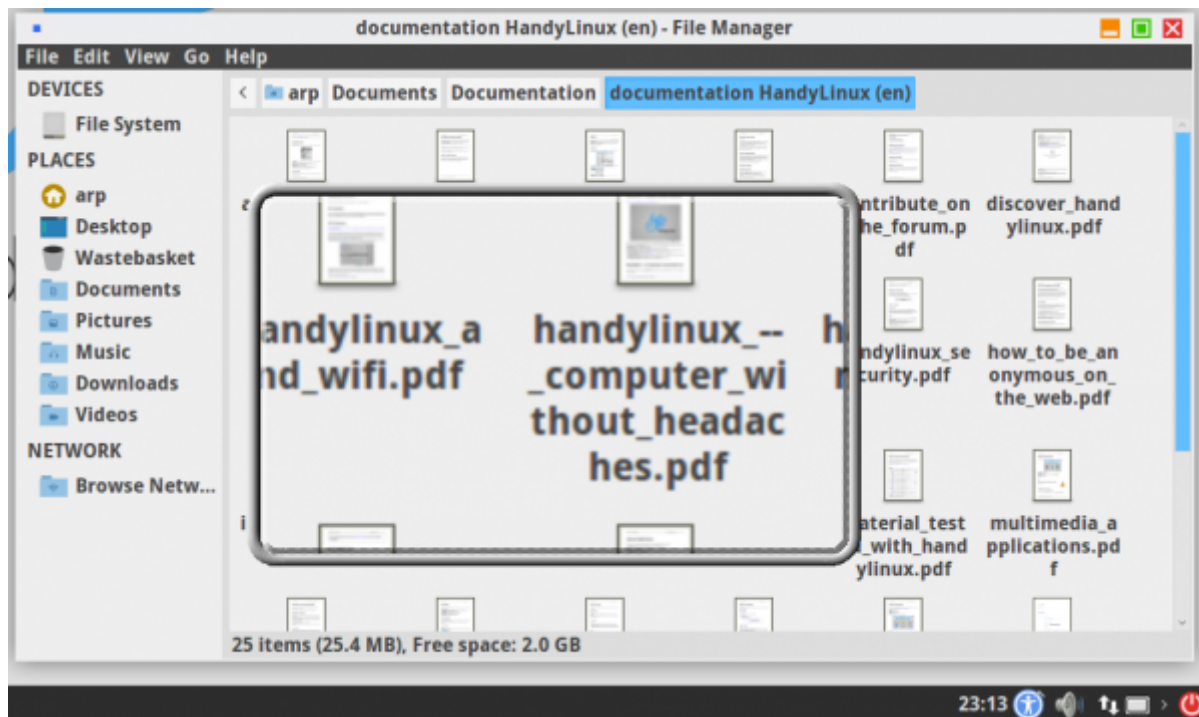 documentation HandyLinux (en) - File Manager
File Edit View Go Help
DEVICES
File System
PLACES
arp
Desktop
Wastebasket
Documents
Pictures
Music
Downloads
Videos
NETWORK
Browse Netw...
< arp Documents Documentation documentation HandyLinux (en)
ntribute_on
he_forum.p
df
discover_hand
ylinux.pdf
andylinux_a
nd_wifi.pdf
handylinux_--
_computer_wi
thout_headac
hes.pdf
ndylinux_se
curity.pdf
how_to_be_an
onymous_on_
the_web.pdf
i
aterial_test
_with_hand
ylinux.pdf
multimedia_a
pplications.pd
f
25 items (25.4 MB), Free space: 2.0 GB
23:13